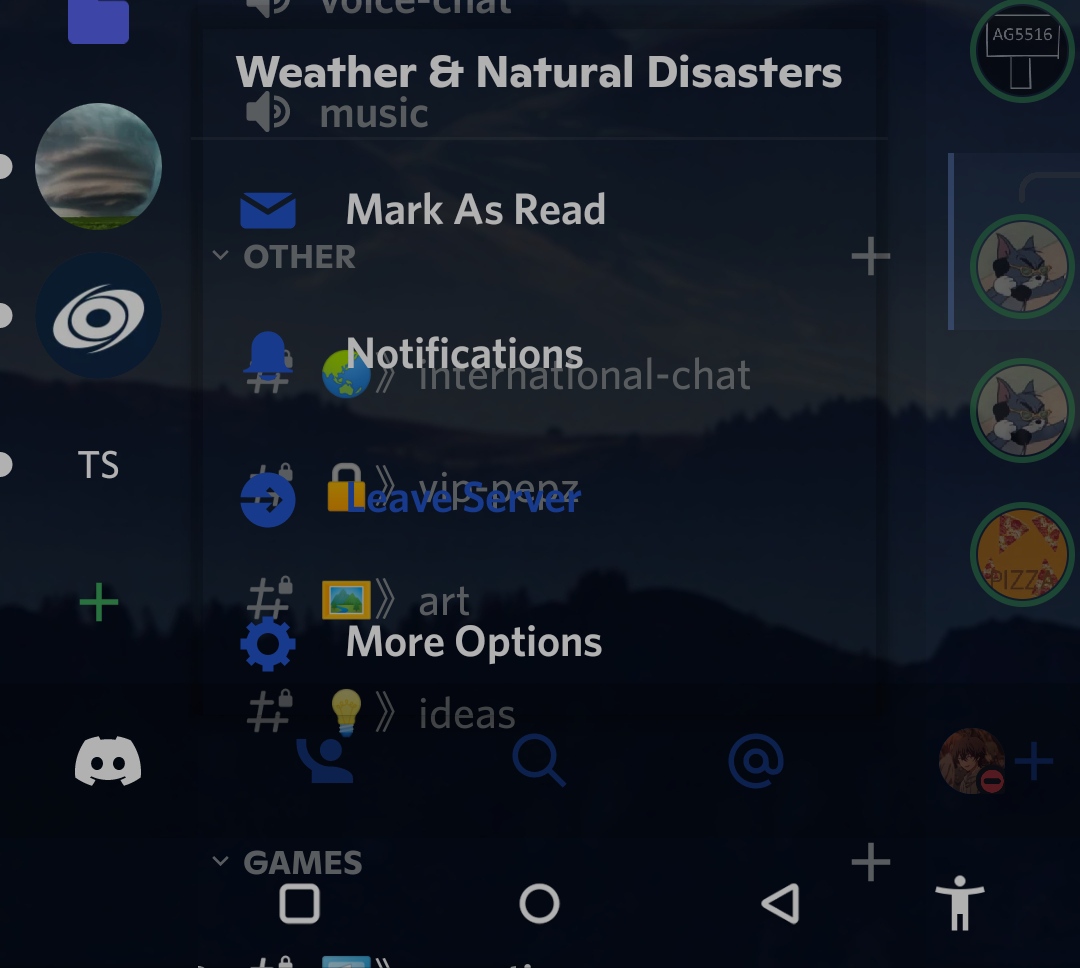 voice-chat
AG5516
Weather & Natural Disasters
music
Mark As Read
OTHER
Notifications
international-chat
TS
vip-pepz
Leave Server
art
PIZZ
More Options
ideas
GAMES